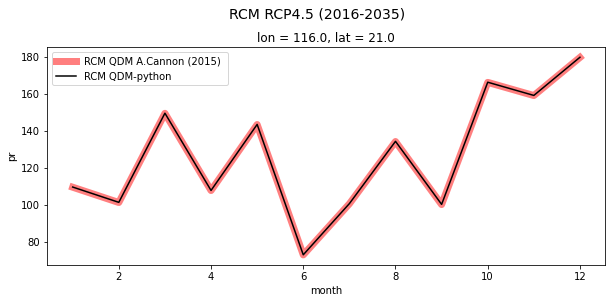 RCM RCP4.5 (2016-2035)
lon = 116.0, lat = 21.0
RCM QDM A.Cannon (2015)
RCM QDM-python
180
160
140
120
100
80
pr
2 4 6 8 10 12
month